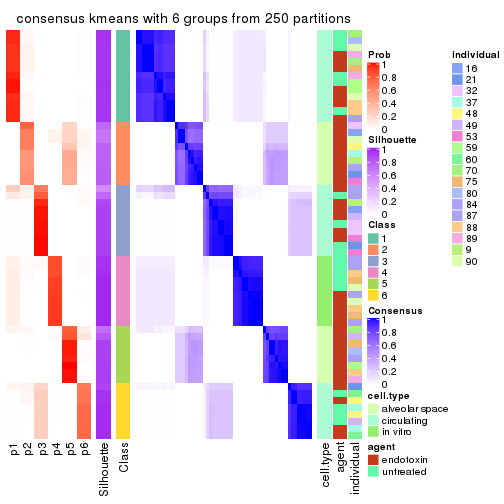 consensus kmeans with 6 groups from 250 partitions
Prob
1
0.8
0.6
0.4
0.2
0
Silhouette
1
0.8
0.6
0.4
0.2
0
Class
1
2
3
4
5
6
Consensus
1
0.8
0.6
0.4
0.2
0
cell.type
alveolar space
circulating
in vitro
agent
endotoxin
untreated
individual
16
21
32
37
48
49
53
59
60
70
75
80
84
87
88
89
9
90
p1
p2
p3
p4
p5
p6
Silhouette
Class
cell.type
agent
individual